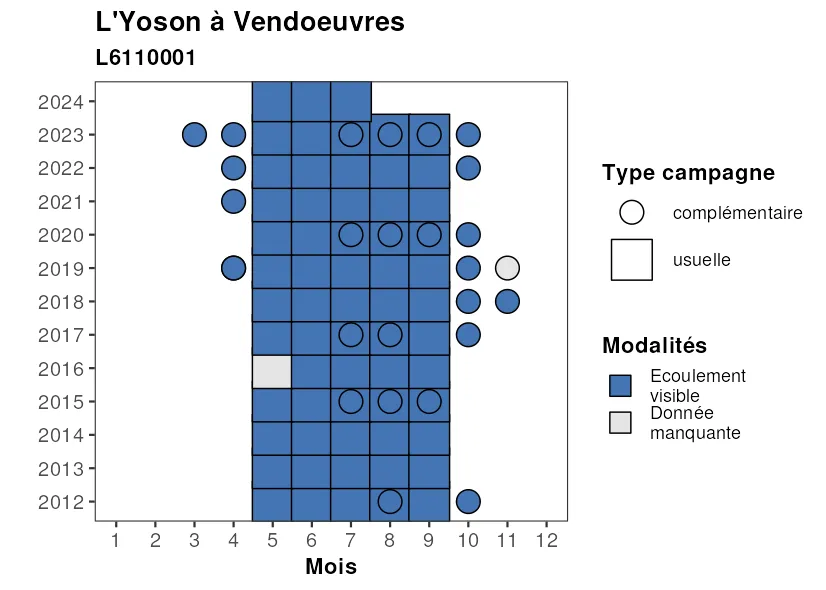 L'Yoson à Vendoeuvres
L6110001
2024
2023
2022
2021
2020
2019
2018
2017
2016
2015
2014
2013
2012
1 2 3 4 5 6 7 8 9 10 11 12
Mois
Type campagne
complémentaire
usuelle
Modalités
Ecoulement
visible
Donnée
manquante